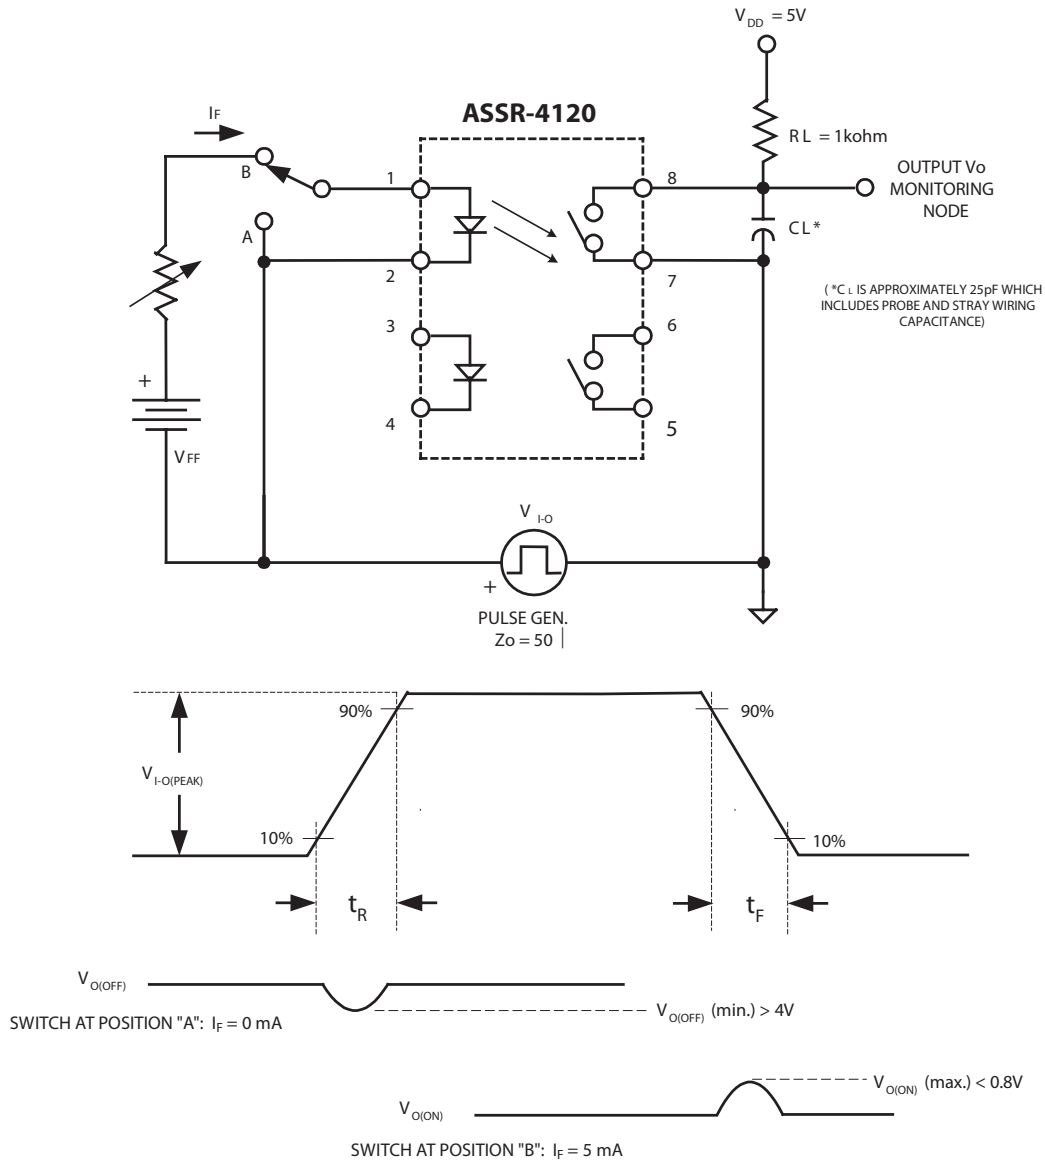 V DD = 5V
ASSR-4120
IF
B
A
1
2
3
4
8
7
6
5
R L = 1kohm
OUTPUT Vo
MONITORING
NODE
C L *
( *C L IS APPROXIMATELY 25pF WHICH
INCLUDES PROBE AND STRAY WIRING
CAPACITANCE)
+
V FF
V I-O
+
PULSE GEN.
Zo = 50 |
90%
90%
V I-O(PEAK)
10%
10%
tR
tF
V O(OFF)
V O(OFF) (min.) > 4V
SWITCH AT POSITION "A": IF = 0 mA
V O(ON) (max.) < 0.8V
V O(ON)
SWITCH AT POSITION "B": IF = 5 mA